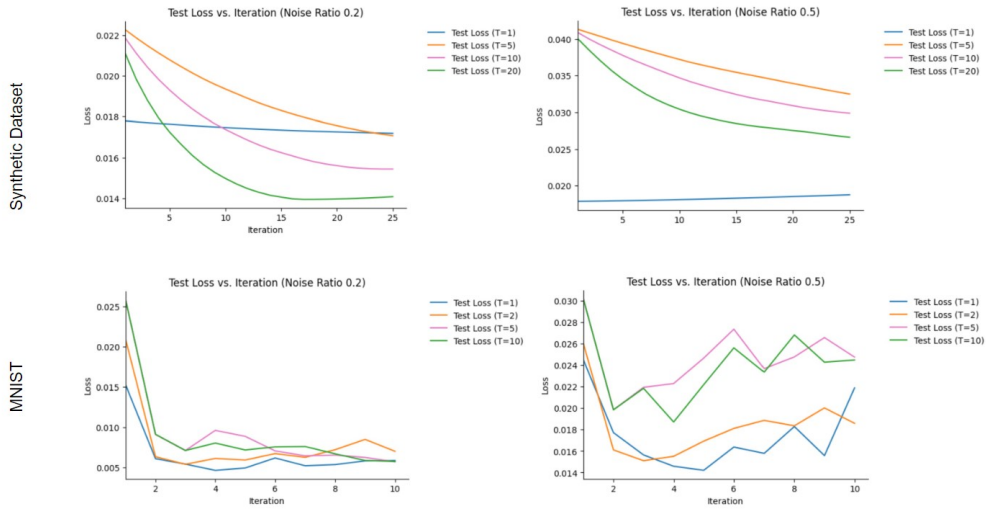 Synthetic Dataset
Test Loss vs. Iteration (Noise Ratio 0.2)
Loss
0.022
0.020
0.018
0.016
0.014
5 10 15 20 25
Iteration
Test Loss (T=1)
Test Loss (T=5)
Test Loss (T=10)
Test Loss (T=20)
Test Loss vs. Iteration (Noise Ratio 0.5)
Loss
0.040
0.035
0.030
0.025
0.020
5 10 15 20 25
Iteration
Test Loss (T=1)
Test Loss (T=5)
Test Loss (T=10)
Test Loss (T=20)
MNIST
Test Loss vs. Iteration (Noise Ratio 0.2)
Loss
0.025
0.020
0.015
0.010
0.005
2 4 6 8 10
Iteration
Test Loss (T=1)
Test Loss (T=2)
Test Loss (T=5)
Test Loss (T=10)
Test Loss vs. Iteration (Noise Ratio 0.5)
Loss
0.030
0.028
0.026
0.024
0.022
0.020
0.018
0.016
0.014
2 4 6 8 10
Iteration
Test Loss (T=1)
Test Loss (T=2)
Test Loss (T=5)
Test Loss (T=10)